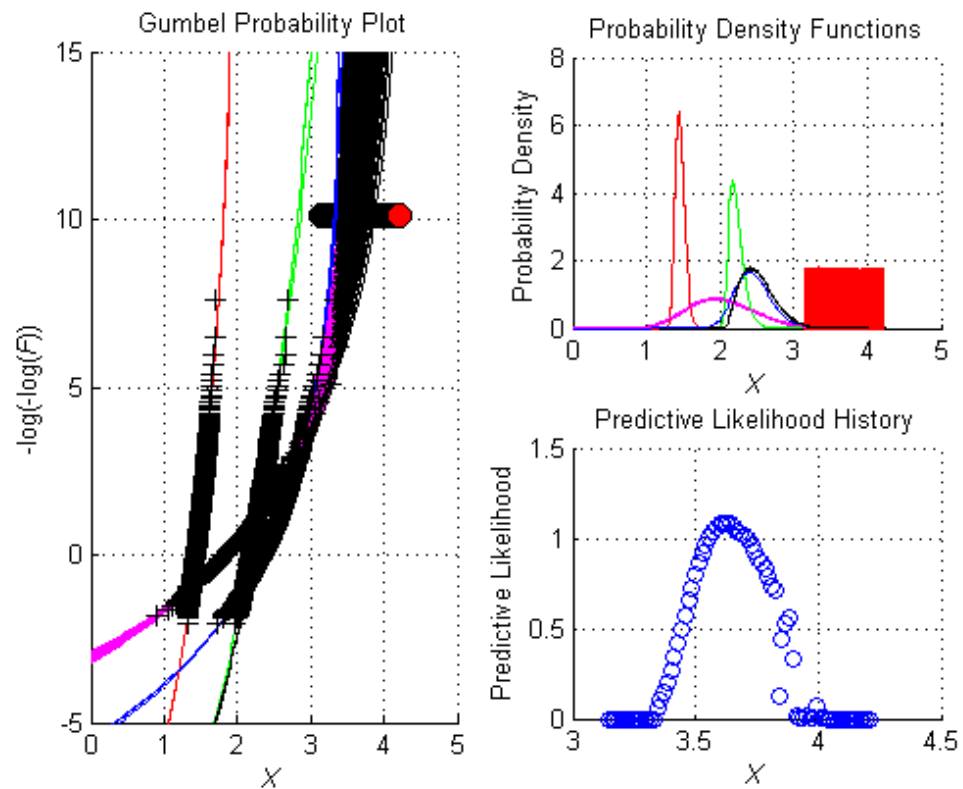 Gumbel Probability Plot
15
10
5
0
-5
-log(-log(F))
0 1 2 3 4 5
X
Probability Density Functions
8
6
4
2
0
Probability Density
0 1 2 3 4 5
X
Predictive Likelihood History
1.5
1
0.5
0
Predictive Likelihood
3 3.5 4 4.5
X